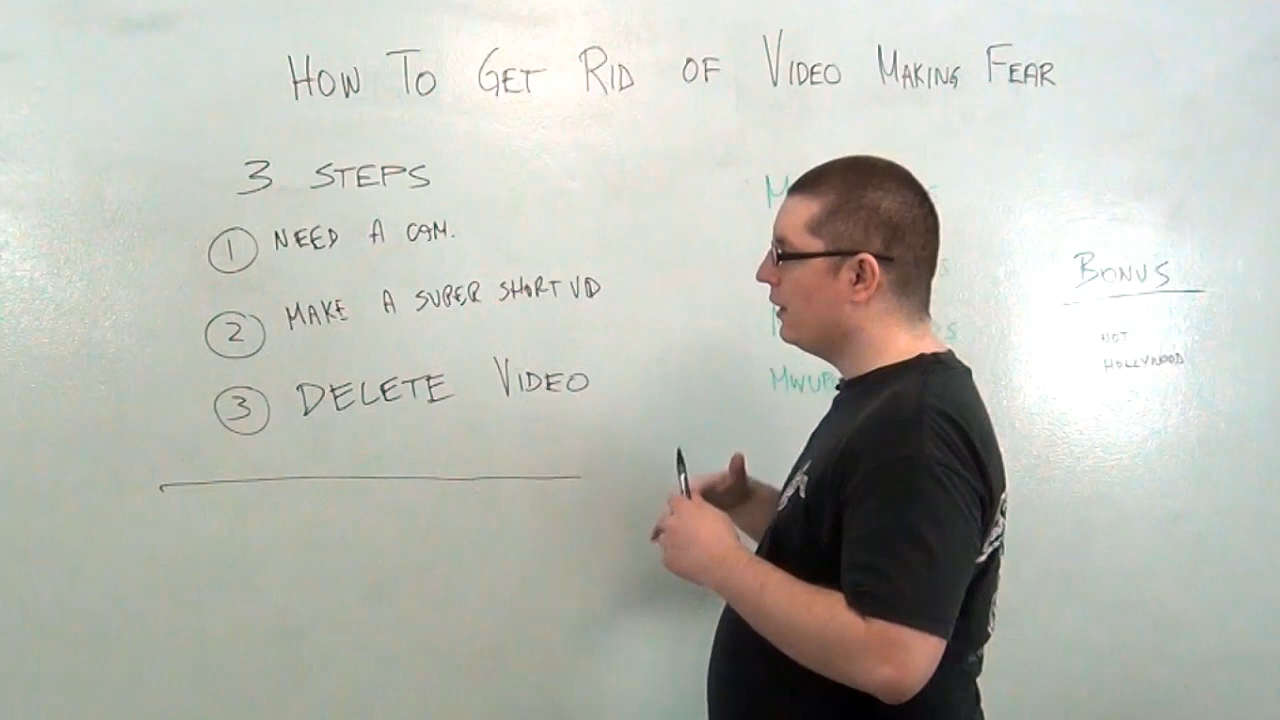 HOW TO GET RID OF VIDEO MAKING FEAR
3 STEPS
1 NEED A CAM.
2 MAKE A SUPER SHORT VID
3 DELETE VIDEO
BONUS
NOT
HOLLYWOOD